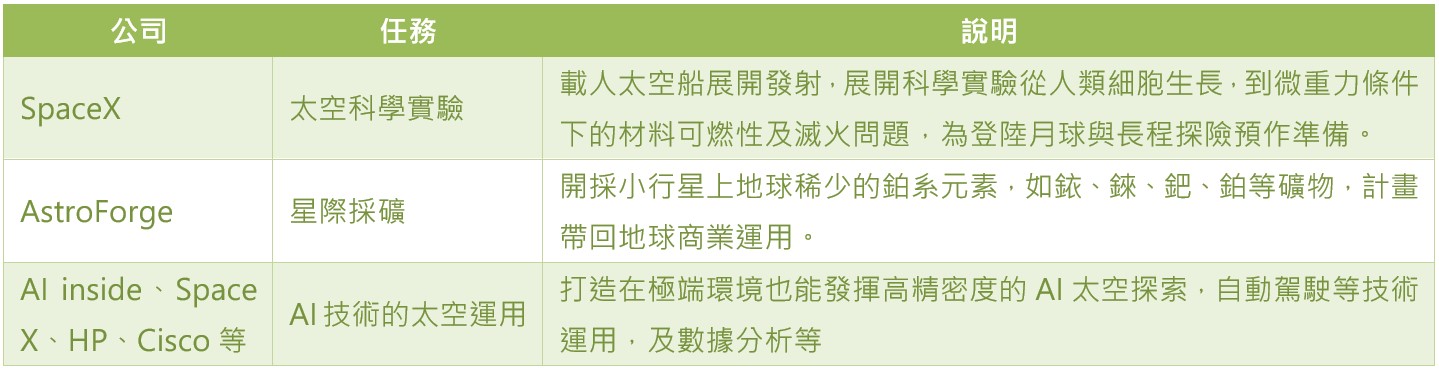 公司 任務 說明
SpaceX 太空科學實驗 載人太空船展開發射，展開科學實驗從人類細胞生長，到微重力條件
下的材料可燃性及滅火問題，為登陸月球與長程探險預作準備。
AstroForge 星際採礦 開採小行星上地球稀少的鉑系元素，如銥、錸、鈀、鉑等礦物，計畫
帶回地球商業運用。
AI inside、Space
X、HP、Cisco 等 AI 技術的太空運用 打造在極端環境也能發揮高精密度的 AI 太空探索，自動駕駛等技術
運用，及數據分析等